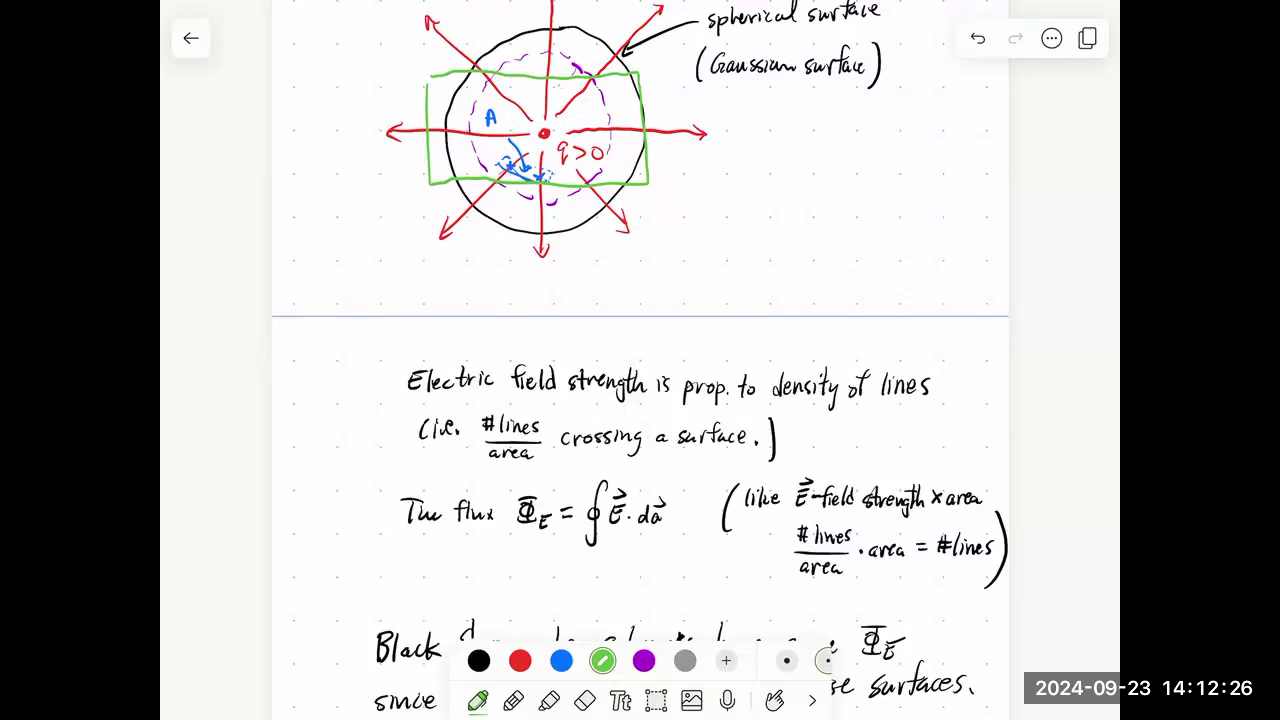 spherical surface
(Gaussian surface)
A
q>0
Electric field strength is prop. to density of lines
(i.e. #lines/area crossing a surface.)
The flux Φ_E = ∮ E⃗ · da⃗ (like E⃗-field strength × area
#lines/area · area = #lines)
Black Φ_E
since surfaces.
Tt
2024-09-23 14:12:26